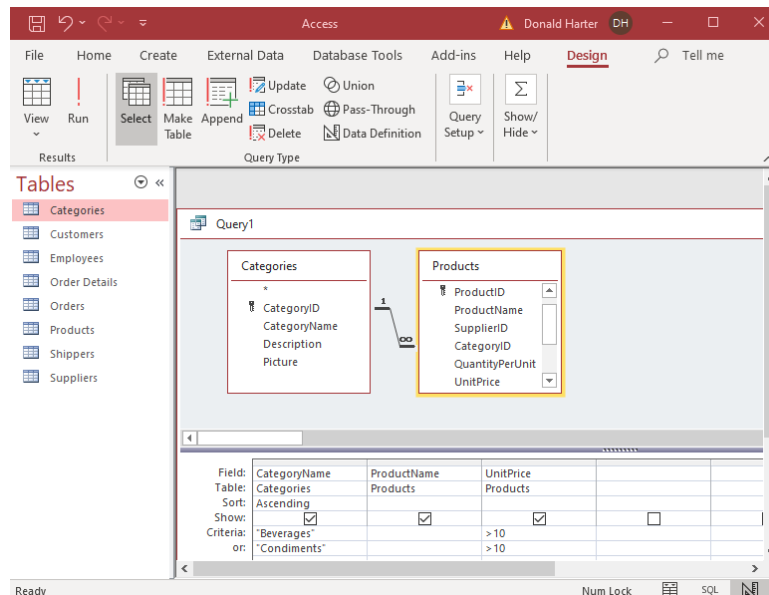 Access
Donald Harter DH
File Home Create External Data Database Tools Add-ins Help Design Tell me
View
Run
Select
Make Table
Append
Update
Crosstab
Delete
Union
Pass-Through
Data Definition
Query Setup
Show/ Hide
Results
Query Type
Tables
Categories
Customers
Employees
Order Details
Orders
Products
Shippers
Suppliers
Query1
Categories
*
CategoryID
CategoryName
Description
Picture
1
∞
Products
ProductID
ProductName
SupplierID
CategoryID
QuantityPerUnit
UnitPrice
Field: CategoryName ProductName UnitPrice
Table: Categories Products Products
Sort: Ascending
Show:
Criteria: "Beverages" >10
or: "Condiments" >10
Ready
Num Lock
SQL